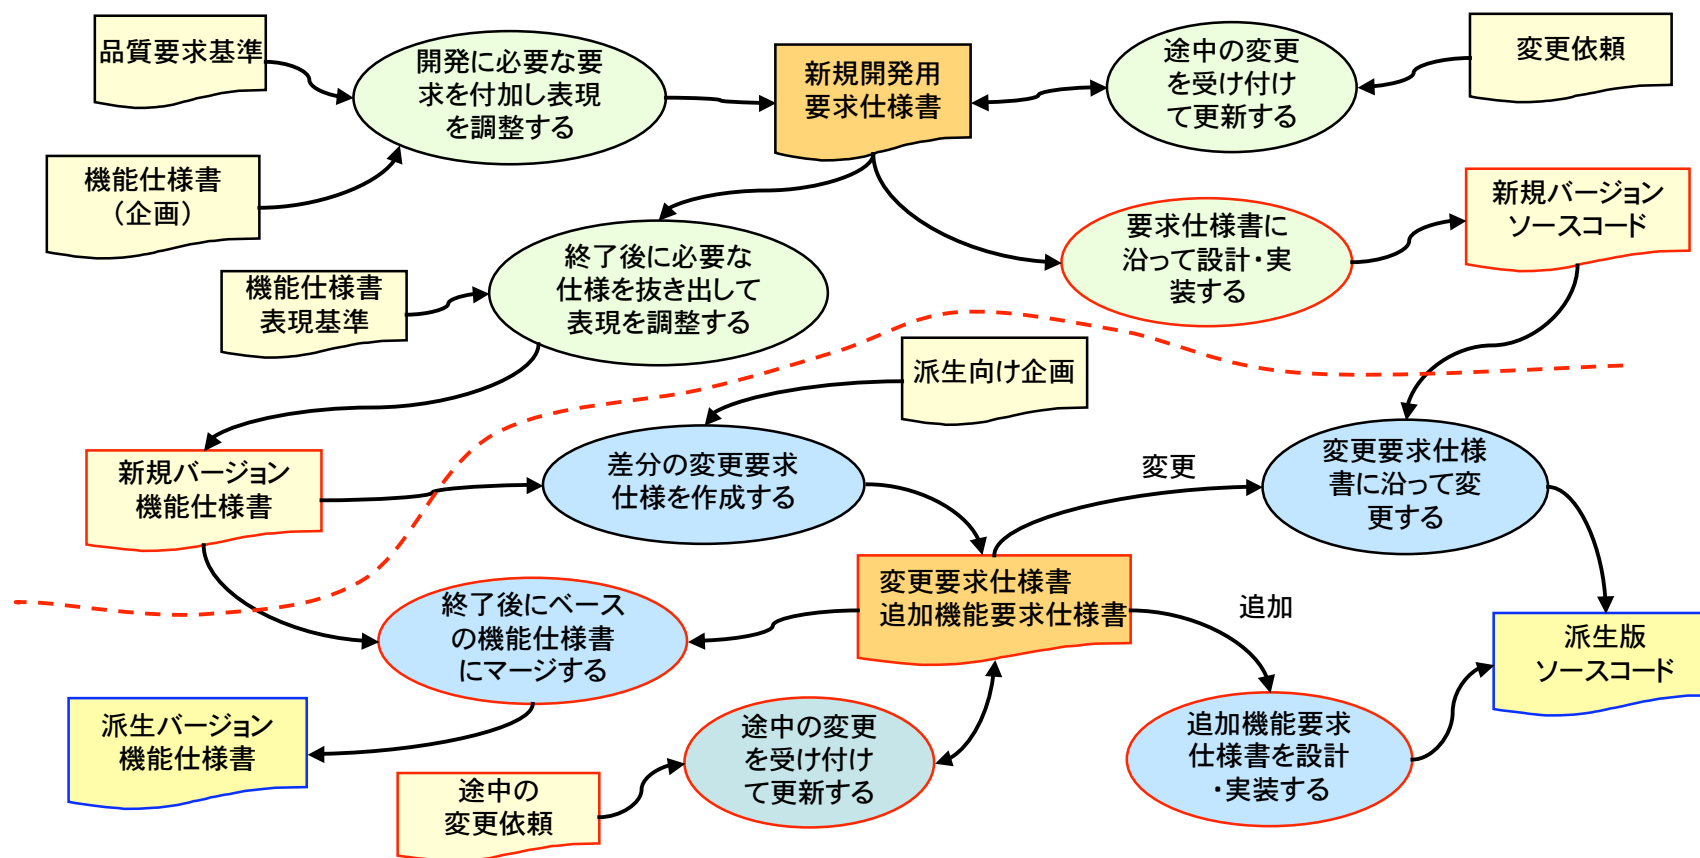 品質要求基準
開発に必要な要
求を付加し表現
を調整する
新規開発用
要求仕様書
途中の変更
を受け付け
て更新する
変更依頼
機能仕様書
（企画）
新規バージョン
ソースコード
要求仕様書に
沿って設計・実
装する
終了後に必要な
仕様を抜き出して
表現を調整する
機能仕様書
表現基準
派生向け企画
新規バージョン
機能仕様書
差分の変更要求
仕様を作成する
変更
変更要求仕様
書に沿って変
更する
変更要求仕様書
追加機能要求仕様書
追加
終了後にベース
の機能仕様書
にマージする
派生版
ソースコード
派生バージョン
機能仕様書
途中の変更
を受け付け
て更新する
追加機能要求
仕様書を設計
・実装する
途中の
変更依頼